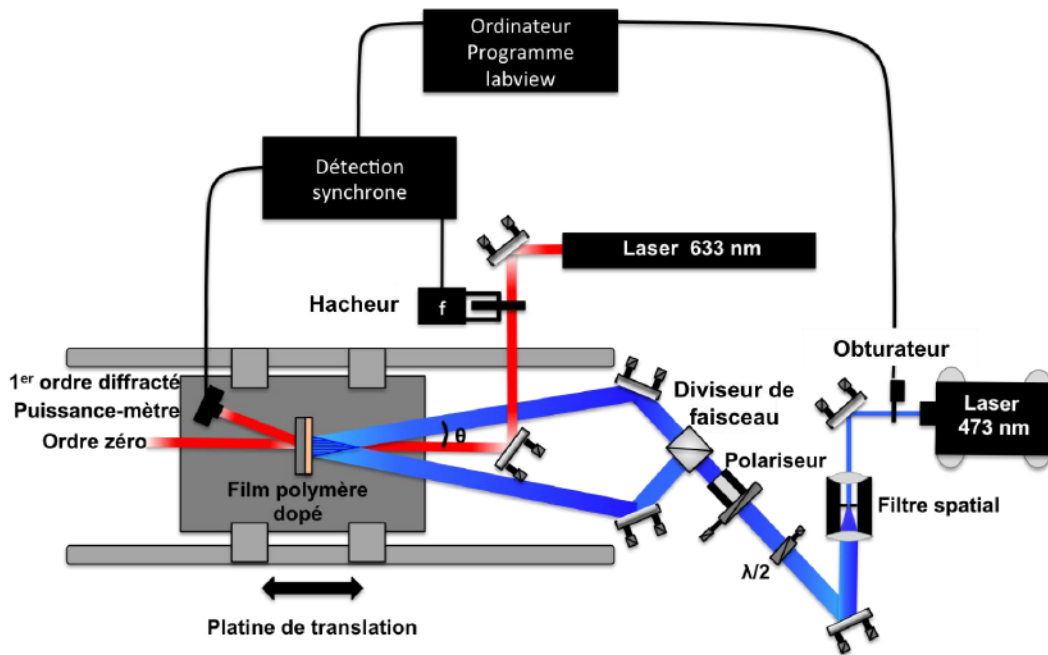 Ordinateur
Programme
labview
Détection
synchrone
Laser 633 nm
Hacheur
f
Obturateur
1er ordre diffracté
Puissance-mètre
Ordre zéro
θ
Diviseur de
faisceau
Laser
473 nm
Polariseur
Film polymère
dopé
Filtre spatial
λ/2
Platine de translation